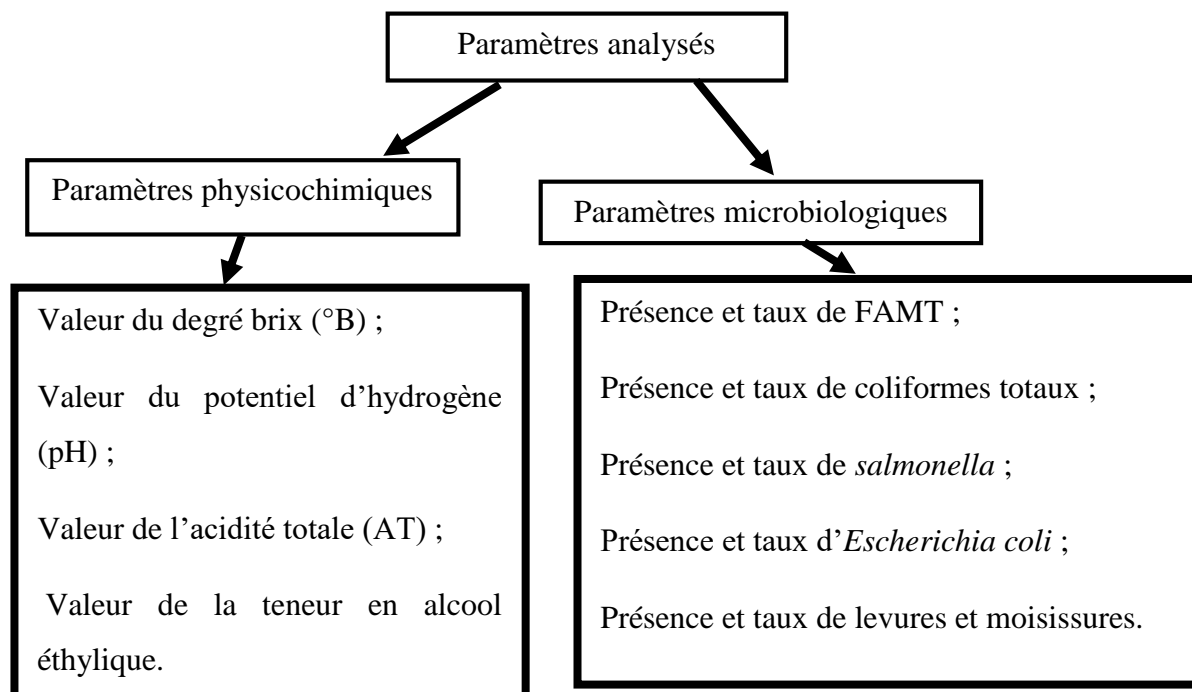 Paramètres analysés
Paramètres physicochimiques
Paramètres microbiologiques
Valeur du degré brix (°B) ;
Valeur du potentiel d’hydrogène
(pH) ;
Valeur de l’acidité totale (AT) ;
Valeur de la teneur en alcool
éthylique.
Présence et taux de FAMT ;
Présence et taux de coliformes totaux ;
Présence et taux de salmonella ;
Présence et taux d’Escherichia coli ;
Présence et taux de levures et moisissures.